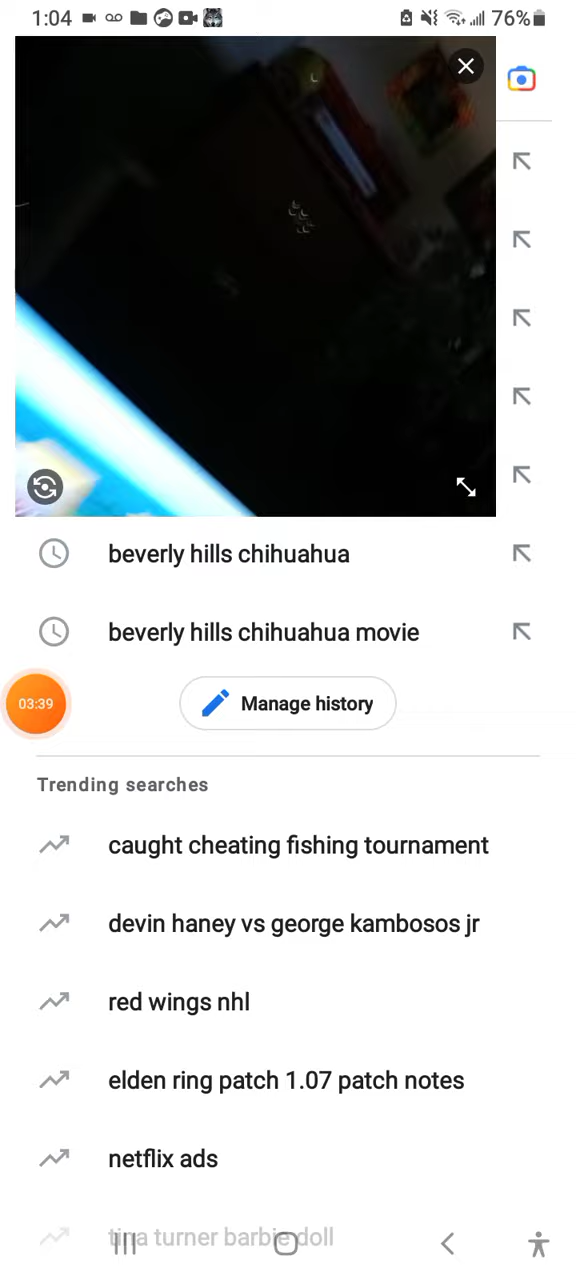 1:04 76%
beverly hills chihuahua
beverly hills chihuahua movie
03:39 Manage history
Trending searches
caught cheating fishing tournament
devin haney vs george kambosos jr
red wings nhl
elden ring patch 1.07 patch notes
netflix ads
tina turner barbie doll